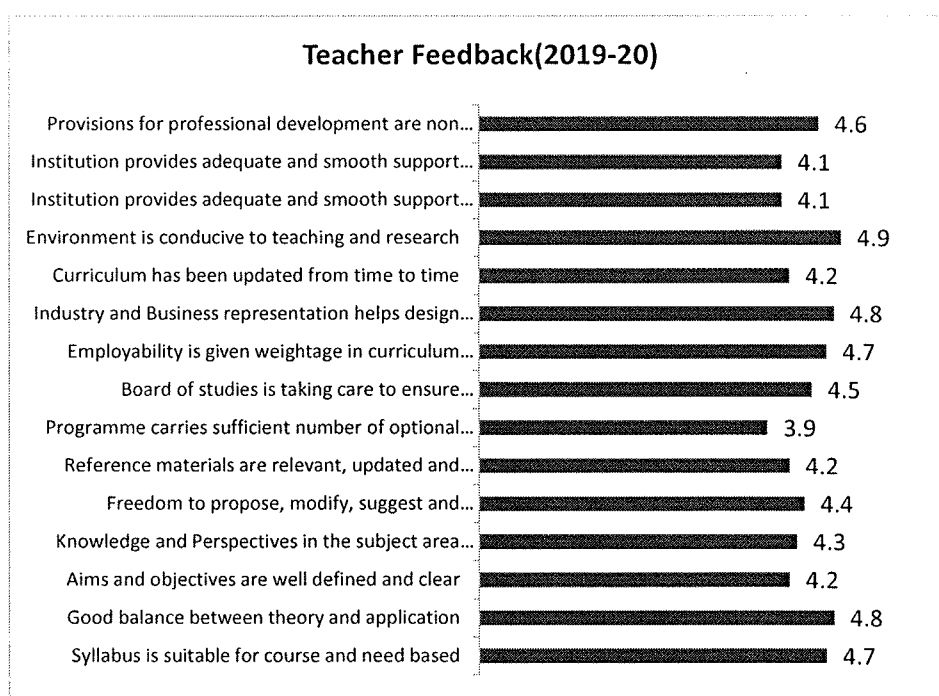 Teacher Feedback(2019-20)
Provisions for professional development are non... 4.6
Institution provides adequate and smooth support... 4.1
Institution provides adequate and smooth support... 4.1
Environment is conducive to teaching and research 4.9
Curriculum has been updated from time to time 4.2
Industry and Business representation helps design... 4.8
Employability is given weightage in curriculum... 4.7
Board of studies is taking care to ensure... 4.5
Programme carries sufficient number of optional... 3.9
Reference materials are relevant, updated and... 4.2
Freedom to propose, modify, suggest and... 4.4
Knowledge and Perspectives in the subject area... 4.3
Aims and objectives are well defined and clear 4.2
Good balance between theory and application 4.8
Syllabus is suitable for course and need based 4.7